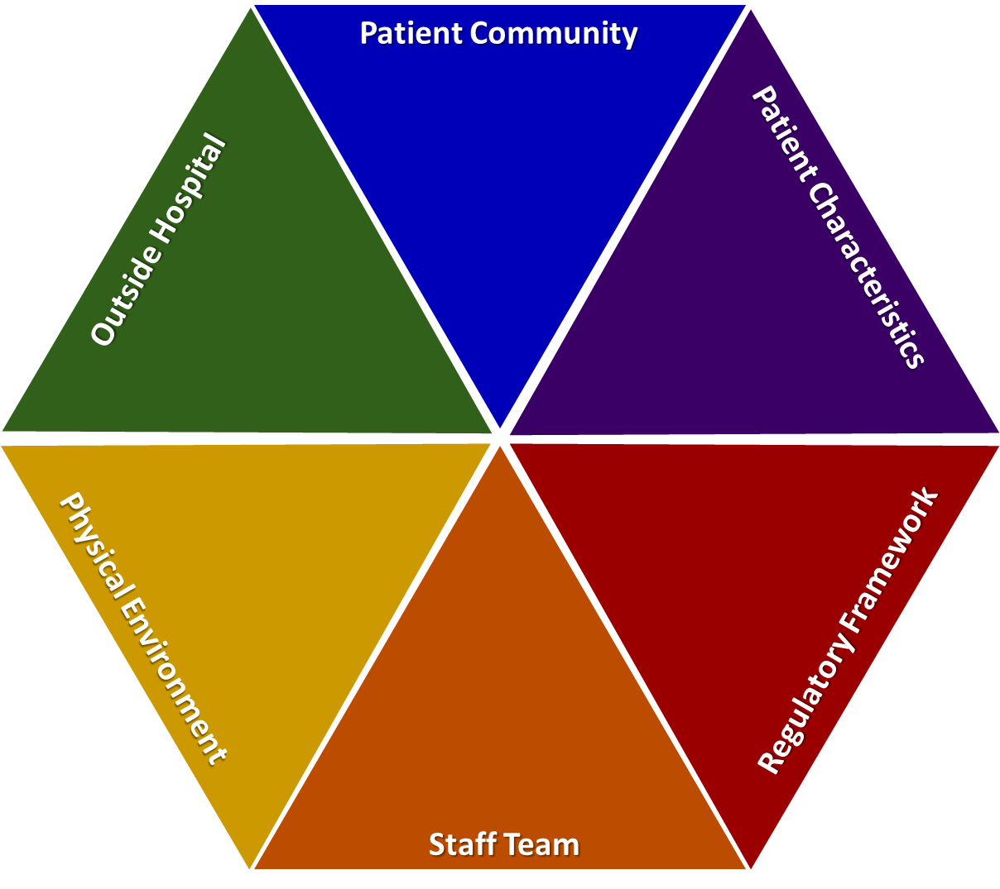 Patient Community
Patient Characteristics
Outside Hospital
Physical Environment
Regulatory Framework
Staff Team